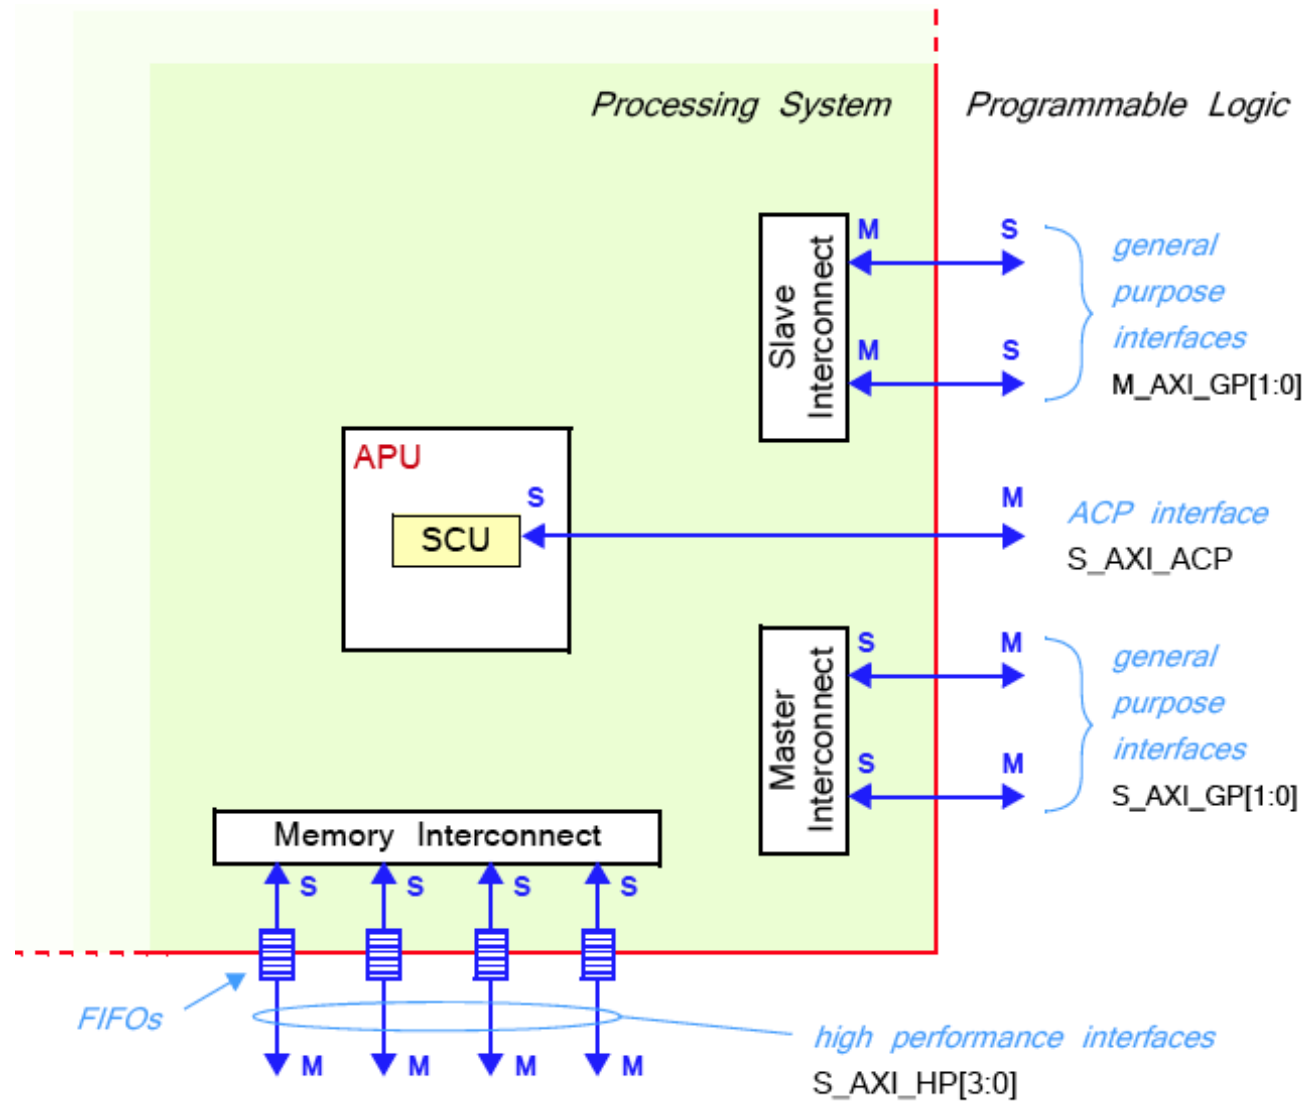 Processing System
Programmable Logic
M
S
general
purpose
interfaces
M_AXI_GP[1:0]
Slave
Interconnect
M
S
APU
SCU
S
M
ACP interface
S_AXI_ACP
S
M
general
purpose
interfaces
S_AXI_GP[1:0]
Master
Interconnect
S
M
Memory Interconnect
S
S
S
S
FIFOs
M
M
M
M
high performance interfaces
S_AXI_HP[3:0]